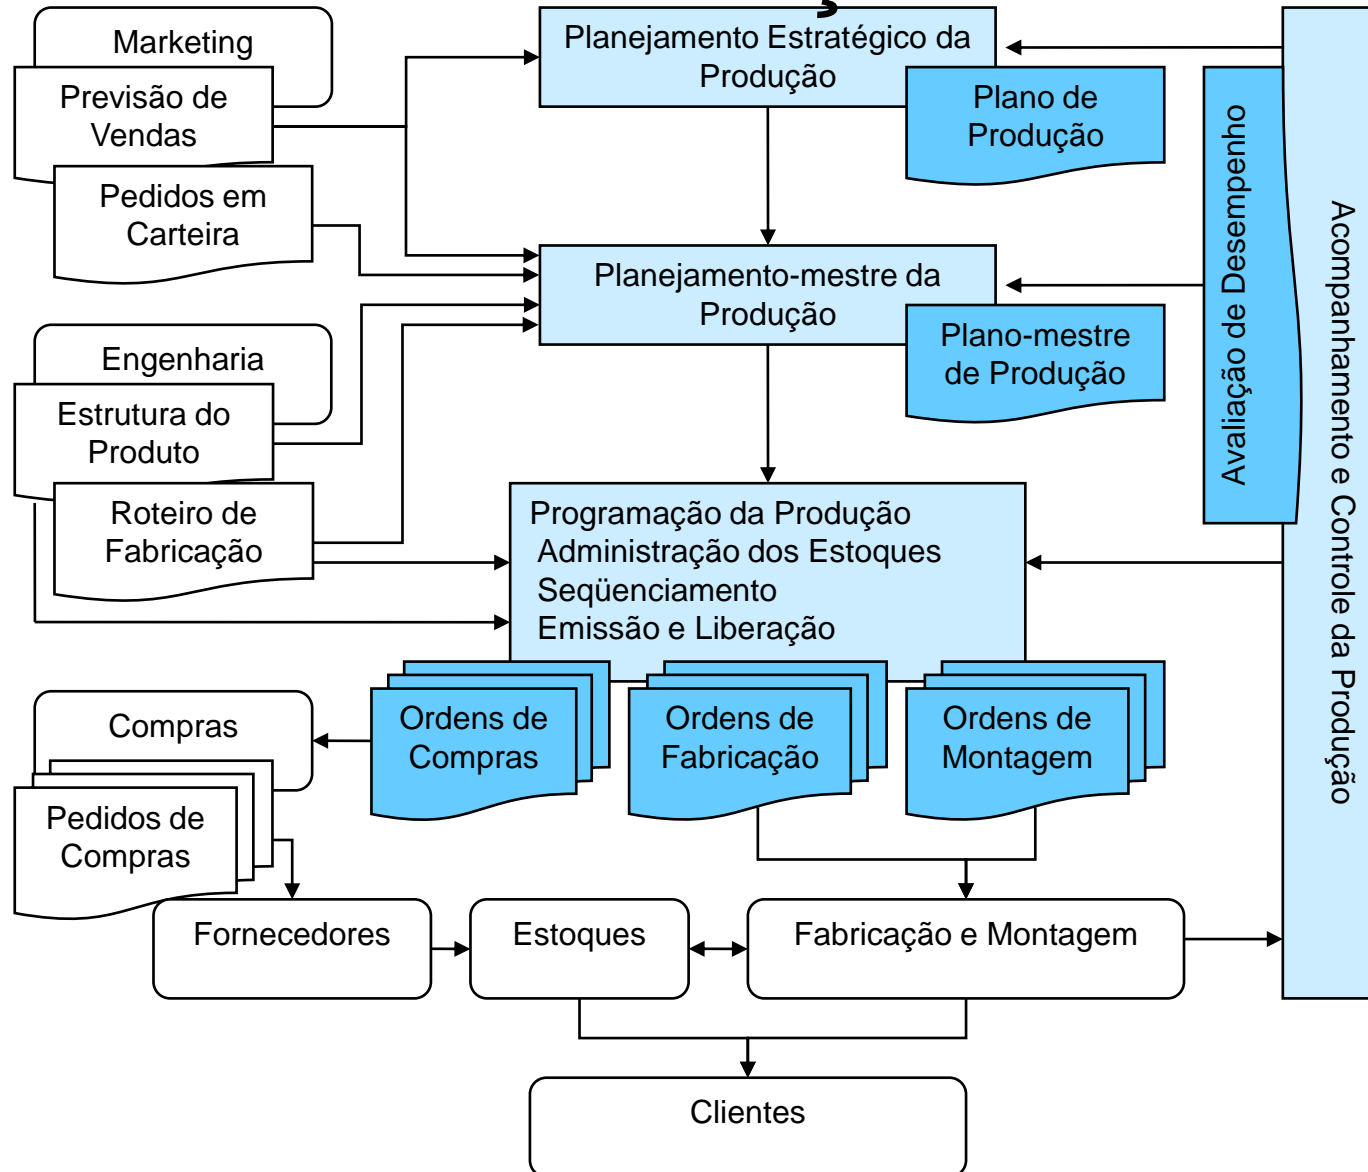 Marketing
Previsão de
Vendas
Pedidos em
Carteira
Planejamento Estratégico da
Produção
Plano de
Produção
Planejamento-mestre da
Produção
Plano-mestre
de Produção
Avaliação de Desempenho
Acompanhamento e Controle da Produção
Engenharia
Estrutura do
Produto
Roteiro de
Fabricação
Programação da Produção
Administração dos Estoques
Seqüenciamento
Emissão e Liberação
Ordens de
Compras
Ordens de
Fabricação
Ordens de
Montagem
Compras
Pedidos de
Compras
Fornecedores
Estoques
Fabricação e Montagem
Clientes